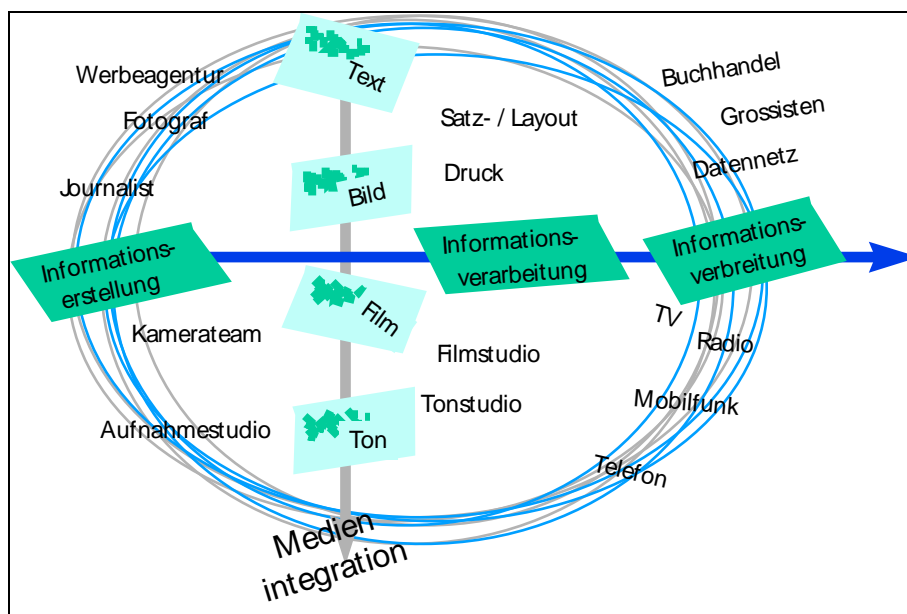 Werbeagentur
Text
Buchhandel
Fotograf
Satz- / Layout
Grossisten
Journalist
Bild
Druck
Datennetz
Informations-
erstellung
Informations-
verarbeitung
Informations-
verbreitung
Kamerateam
Film
Filmstudio
TV
Radio
Aufnahmestudio
Ton
Tonstudio
Mobilfunk
Telefon
Medien
integration